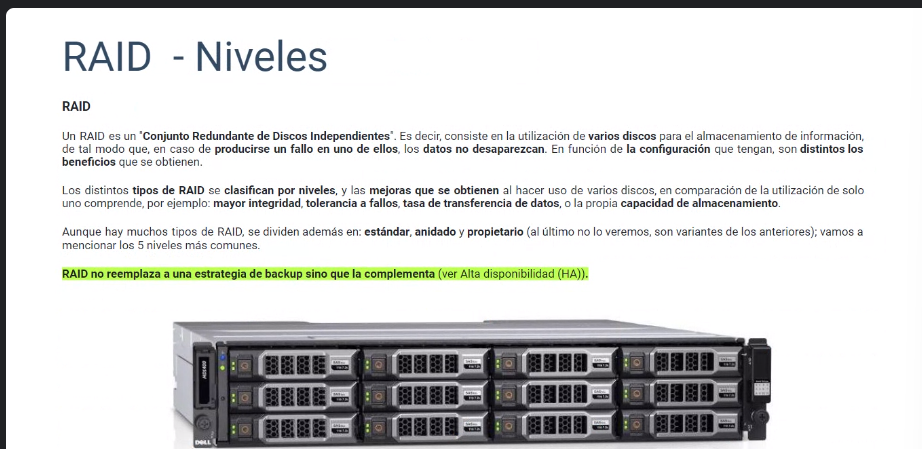 RAID - Niveles
RAID
Un RAID es un "Conjunto Redundante de Discos Independientes". Es decir, consiste en la utilización de varios discos para el almacenamiento de información,
de tal modo que, en caso de producirse un fallo en uno de ellos, los datos no desaparezcan. En función de la configuración que tengan, son distintos los
beneficios que se obtienen.
Los distintos tipos de RAID se clasifican por niveles, y las mejoras que se obtienen al hacer uso de varios discos, en comparación de la utilización de solo
uno comprende, por ejemplo: mayor integridad, tolerancia a fallos, tasa de transferencia de datos, o la propia capacidad de almacenamiento.
Aunque hay muchos tipos de RAID, se dividen además en: estándar, anidado y propietario (al último no lo veremos, son variantes de los anteriores); vamos a
mencionar los 5 niveles más comunes.
RAID no reemplaza a una estrategia de backup sino que la complementa (ver Alta disponibilidad (HA)).
DELL